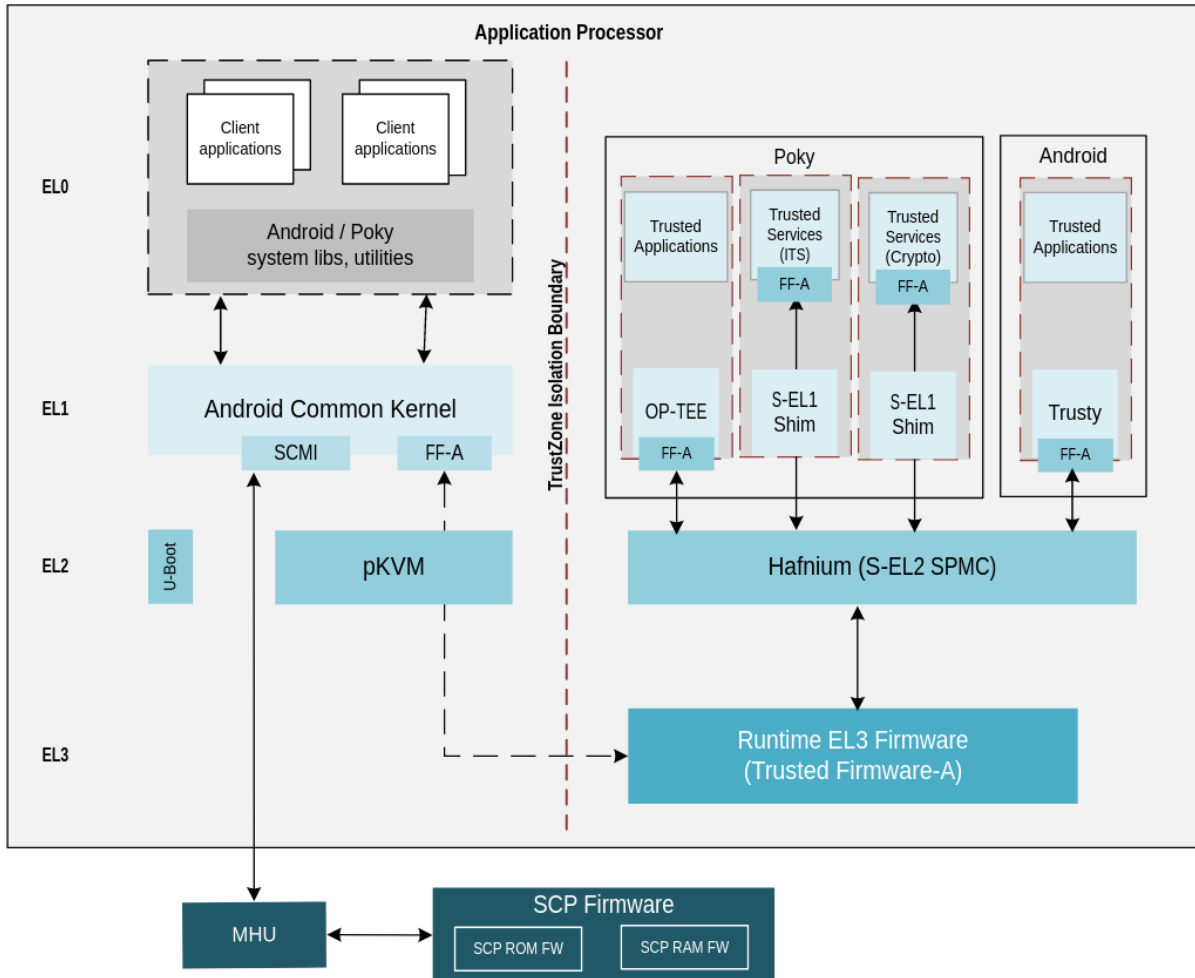 Application Processor
EL0
Client
applications
Client
applications
Android / Poky
system libs, utilities
TrustZone Isolation Boundary
Poky
Trusted
Applications
Trusted
Services
(ITS)
FF-A
Trusted
Services
(Crypto)
FF-A
Android
Trusted
Applications
EL1
Android Common Kernel
SCMI
FF-A
OP-TEE
FF-A
S-EL1
Shim
S-EL1
Shim
Trusty
FF-A
EL2
U-Boot
pKVM
Hafnium (S-EL2 SPMC)
EL3
Runtime EL3 Firmware
(Trusted Firmware-A)
MHU
SCP Firmware
SCP ROM FW
SCP RAM FW